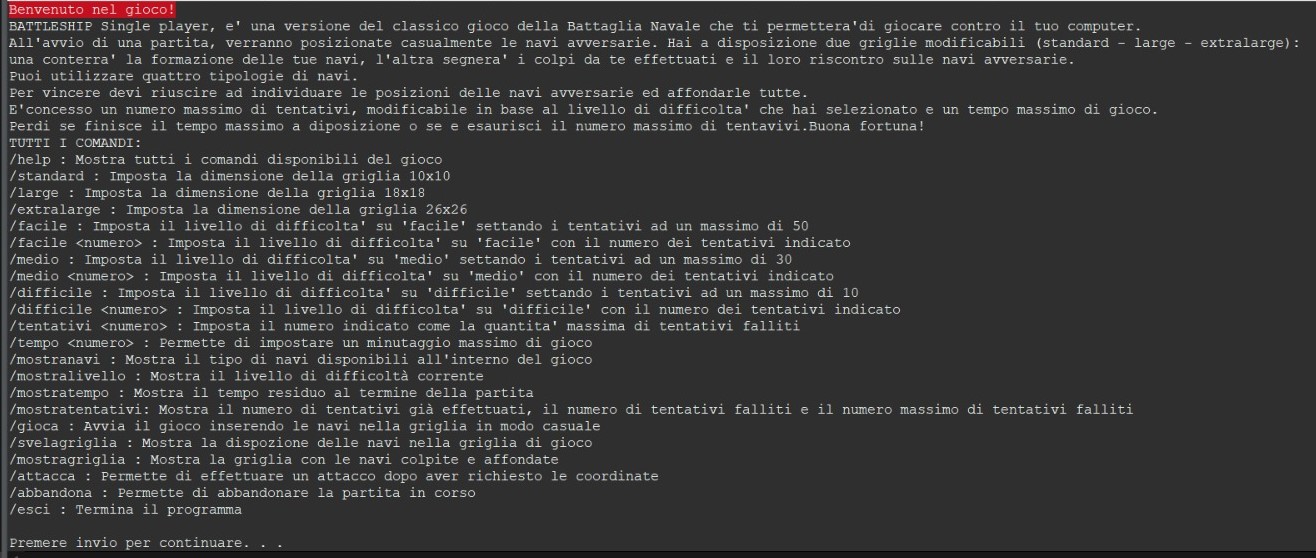 Benvenuto nel gioco!
BATTLESHIP Single player, e' una versione del classico gioco della Battaglia Navale che ti permettera'di giocare contro il tuo computer.
All'avvio di una partita, verranno posizionate casualmente le navi avversarie. Hai a disposizione due griglie modificabili (standard - large - extralarge):
una conterra' la formazione delle tue navi, l'altra segnera' i colpi da te effettuati e il loro riscontro sulle navi avversarie.
Puoi utilizzare quattro tipologie di navi.
Per vincere devi riuscire ad individuare le posizioni delle navi avversarie ed affondarle tutte.
E'concesso un numero massimo di tentativi, modificabile in base al livello di difficolta' che hai selezionato e un tempo massimo di gioco.
Perdi se finisce il tempo massimo a diposizione o se e esaurisci il numero massimo di tentavivi.Buona fortuna!
TUTTI I COMANDI:
/help : Mostra tutti i comandi disponibili del gioco
/standard : Imposta la dimensione della griglia 10x10
/large : Imposta la dimensione della griglia 18x18
/extralarge : Imposta la dimensione della griglia 26x26
/facile : Imposta il livello di difficolta' su 'facile' settando i tentativi ad un massimo di 50
/facile <numero> : Imposta il livello di difficolta' su 'facile' con il numero dei tentativi indicato
/medio : Imposta il livello di difficolta' su 'medio' settando i tentativi ad un massimo di 30
/medio <numero> : Imposta il livello di difficolta' su 'medio' con il numero dei tentativi indicato
/difficile : Imposta il livello di difficolta' su 'difficile' settando i tentativi ad un massimo di 10
/difficile <numero> : Imposta il livello di difficolta' su 'difficile' con il numero dei tentativi indicato
/tentativi <numero> : Imposta il numero indicato come la quantita' massima di tentativi falliti
/tempo <numero> : Permette di impostare un minutaggio massimo di gioco
/mostranavi : Mostra il tipo di navi disponibili all'interno del gioco
/mostralivello : Mostra il livello di difficoltà corrente
/mostratempo : Mostra il tempo residuo al termine della partita
/mostratentativi: Mostra il numero di tentativi già effettuati, il numero di tentativi falliti e il numero massimo di tentativi falliti
/gioca : Avvia il gioco inserendo le navi nella griglia in modo casuale
/svelagriglia : Mostra la dispozione delle navi nella griglia di gioco
/mostragriglia : Mostra la griglia con le navi colpite e affondate
/attacca : Permette di effettuare un attacco dopo aver richiesto le coordinate
/abbandona : Permette di abbandonare la partita in corso
/esci : Termina il programma
Premere invio per continuare. . .